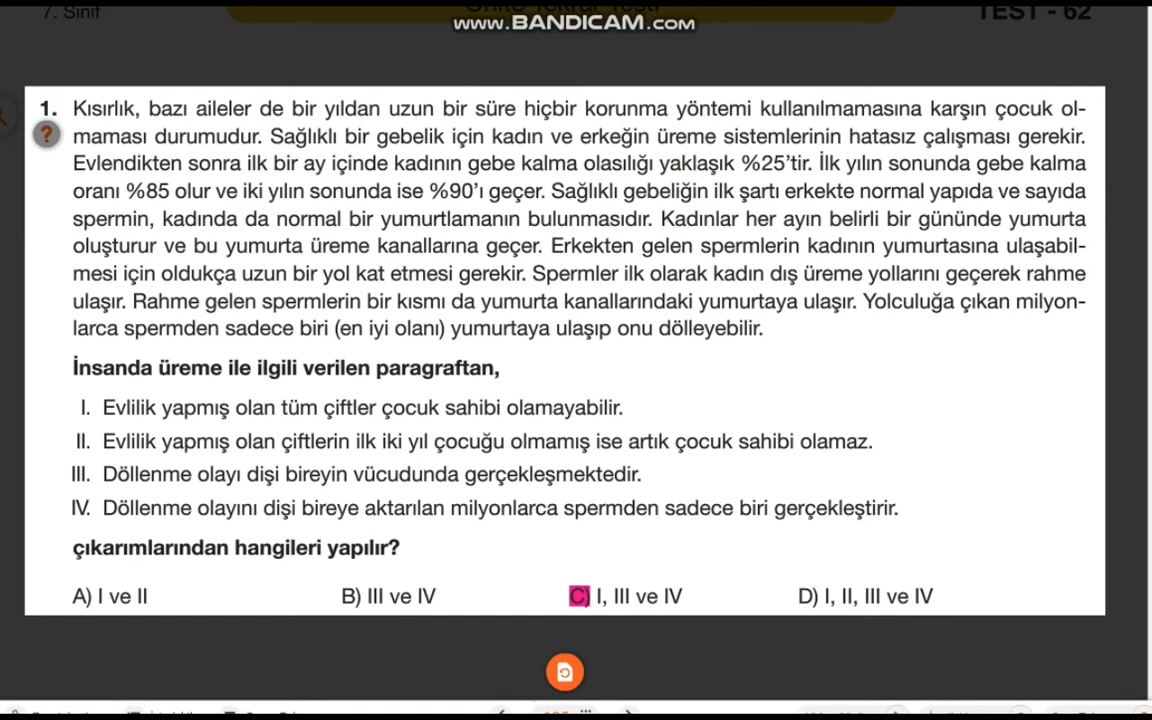 7. Sınıf
TEST - 62
www.BANDICAM.com
1. Kısırlık, bazı aileler de bir yıldan uzun bir süre hiçbir korunma yöntemi kullanılmamasına karşın çocuk ol-
? maması durumudur. Sağlıklı bir gebelik için kadın ve erkeğin üreme sistemlerinin hatasız çalışması gerekir.
Evlendikten sonra ilk bir ay içinde kadının gebe kalma olasılığı yaklaşık %25’tir. İlk yılın sonunda gebe kalma
oranı %85 olur ve iki yılın sonunda ise %90’ı geçer. Sağlıklı gebeliğin ilk şartı erkekte normal yapıda ve sayıda
spermin, kadında da normal bir yumurtlamanın bulunmasıdır. Kadınlar her ayın belirli bir gününde yumurta
oluşturur ve bu yumurta üreme kanallarına geçer. Erkekten gelen spermlerin kadının yumurtasına ulaşabil-
mesi için oldukça uzun bir yol kat etmesi gerekir. Spermler ilk olarak kadın dış üreme yollarını geçerek rahme
ulaşır. Rahme gelen spermlerin bir kısmı da yumurta kanallarındaki yumurtaya ulaşır. Yolculuğa çıkan milyon-
larca spermden sadece biri (en iyi olanı) yumurtaya ulaşıp onu dölleyebilir.
İnsanda üreme ile ilgili verilen paragraftan,
I. Evlilik yapmış olan tüm çiftler çocuk sahibi olamayabilir.
II. Evlilik yapmış olan çiftlerin ilk iki yıl çocuğu olmamış ise artık çocuk sahibi olamaz.
III. Döllenme olayı dişi bireyin vücudunda gerçekleşmektedir.
IV. Döllenme olayını dişi bireye aktarılan milyonlarca spermden sadece biri gerçekleştirir.
çıkarımlarından hangileri yapılır?
A) I ve II B) III ve IV C) I, III ve IV D) I, II, III ve IV